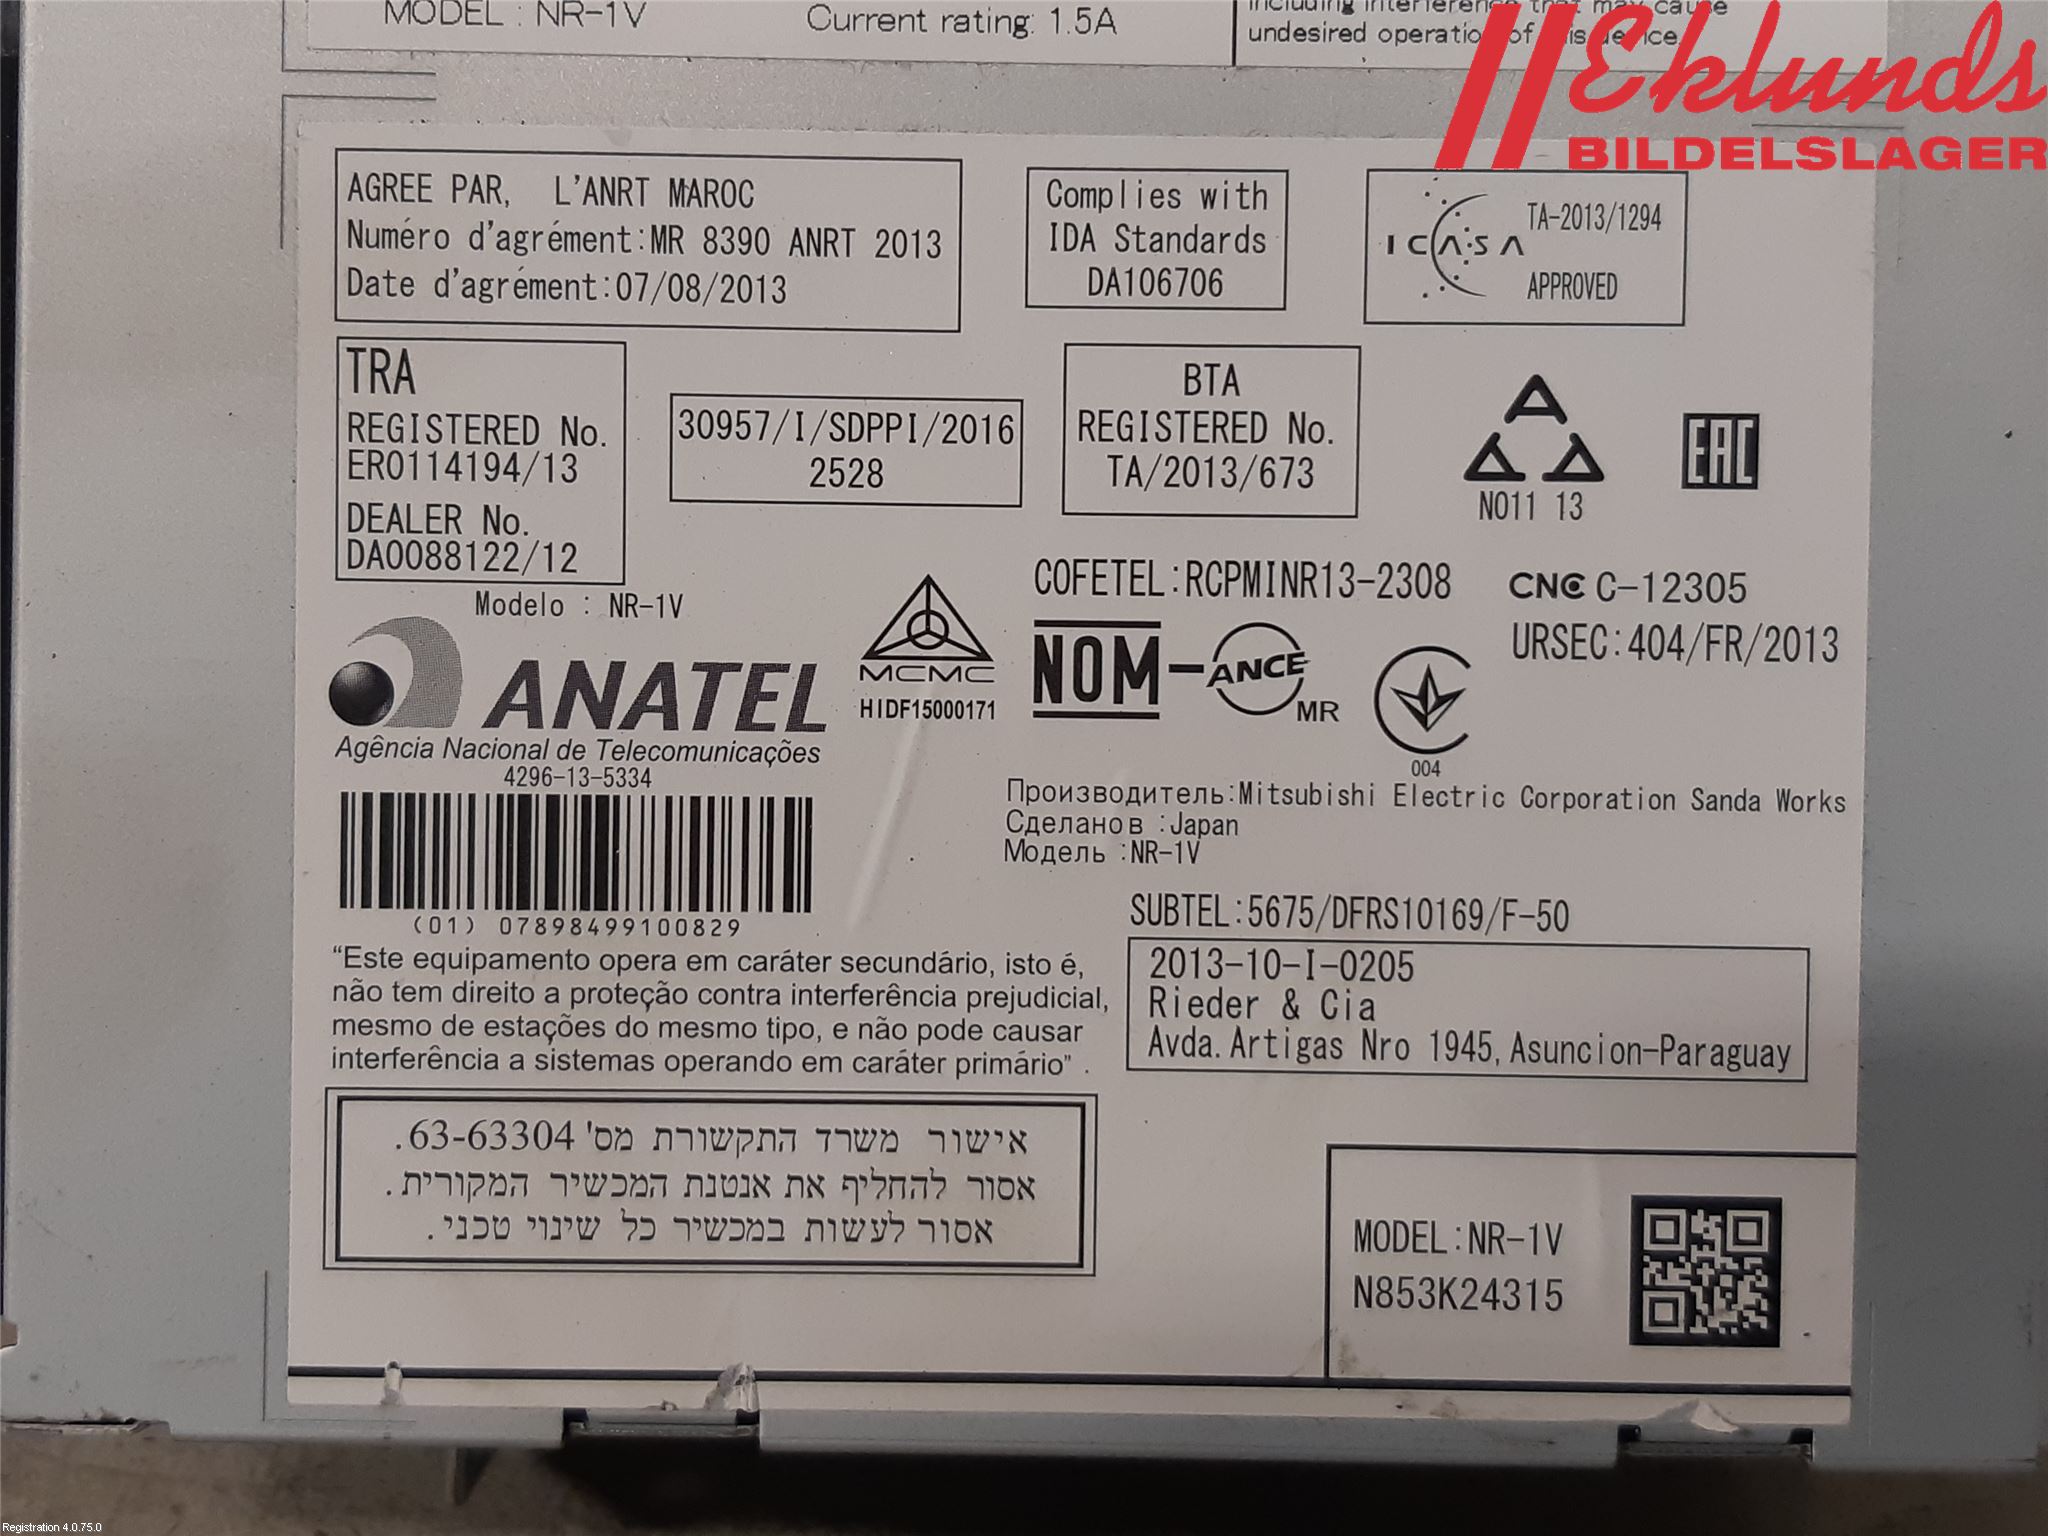 MODEL : NR-1V
Current rating: 1.5A
including interference that may cause
undesired operation of this device.
Eklunds
BILDELSLAGER
AGREE PAR, L'ANRT MAROC
Numéro d'agrément:MR 8390 ANRT 2013
Date d'agrément:07/08/2013
Complies with
IDA Standards
DA106706
ICASA
TA-2013/1294
APPROVED
TRA
REGISTERED No.
ER0114194/13
DEALER No.
DA0088122/12
30957/I/SDPPI/2016
2528
BTA
REGISTERED No.
TA/2013/673
N011 13
EAC
Modelo : NR-1V
ANATEL
Agência Nacional de Telecomunicações
4296-13-5334
(01) 07898499100829
MCMC
HIDF15000171
COFETEL:RCPMINR13-2308
CNC C-12305
URSEC:404/FR/2013
NOM-ANCE
MR
004
Производитель:Mitsubishi Electric Corporation Sanda Works
Сделано в :Japan
Модель :NR-1V
SUBTEL:5675/DFRS10169/F-50
2013-10-I-0205
Rieder & Cia
Avda. Artigas Nro 1945, Asuncion-Paraguay
“Este equipamento opera em caráter secundário, isto é,
não tem direito a proteção contra interferência prejudicial,
mesmo de estações do mesmo tipo, e não pode causar
interferência a sistemas operando em caráter primário” .
אישור משרד התקשורת מס' 63-63304.
אסור להחליף את אנטנת המכשיר המקורית.
אסור לעשות במכשיר כל שינוי טכני.
MODEL:NR-1V
N853K24315
Registration 4.0.75.0